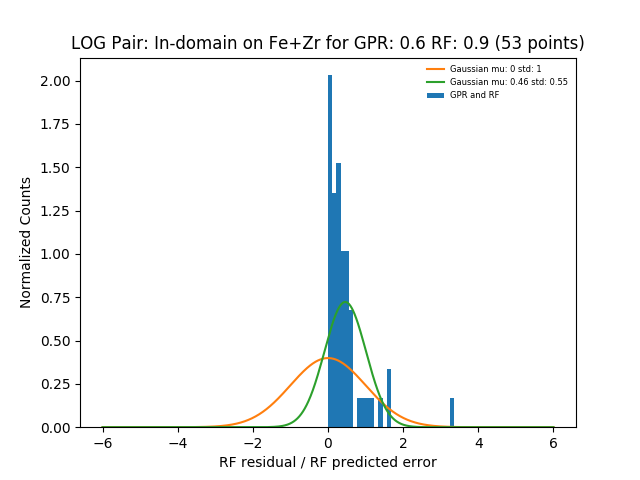 LOG Pair: In-domain on Fe+Zr for GPR: 0.6 RF: 0.9 (53 points)
Gaussian mu: 0 std: 1
Gaussian mu: 0.46 std: 0.55
GPR and RF
2.00
1.75
1.50
1.25
1.00
0.75
0.50
0.25
0.00
Normalized Counts
−6 −4 −2 0 2 4 6
RF residual / RF predicted error